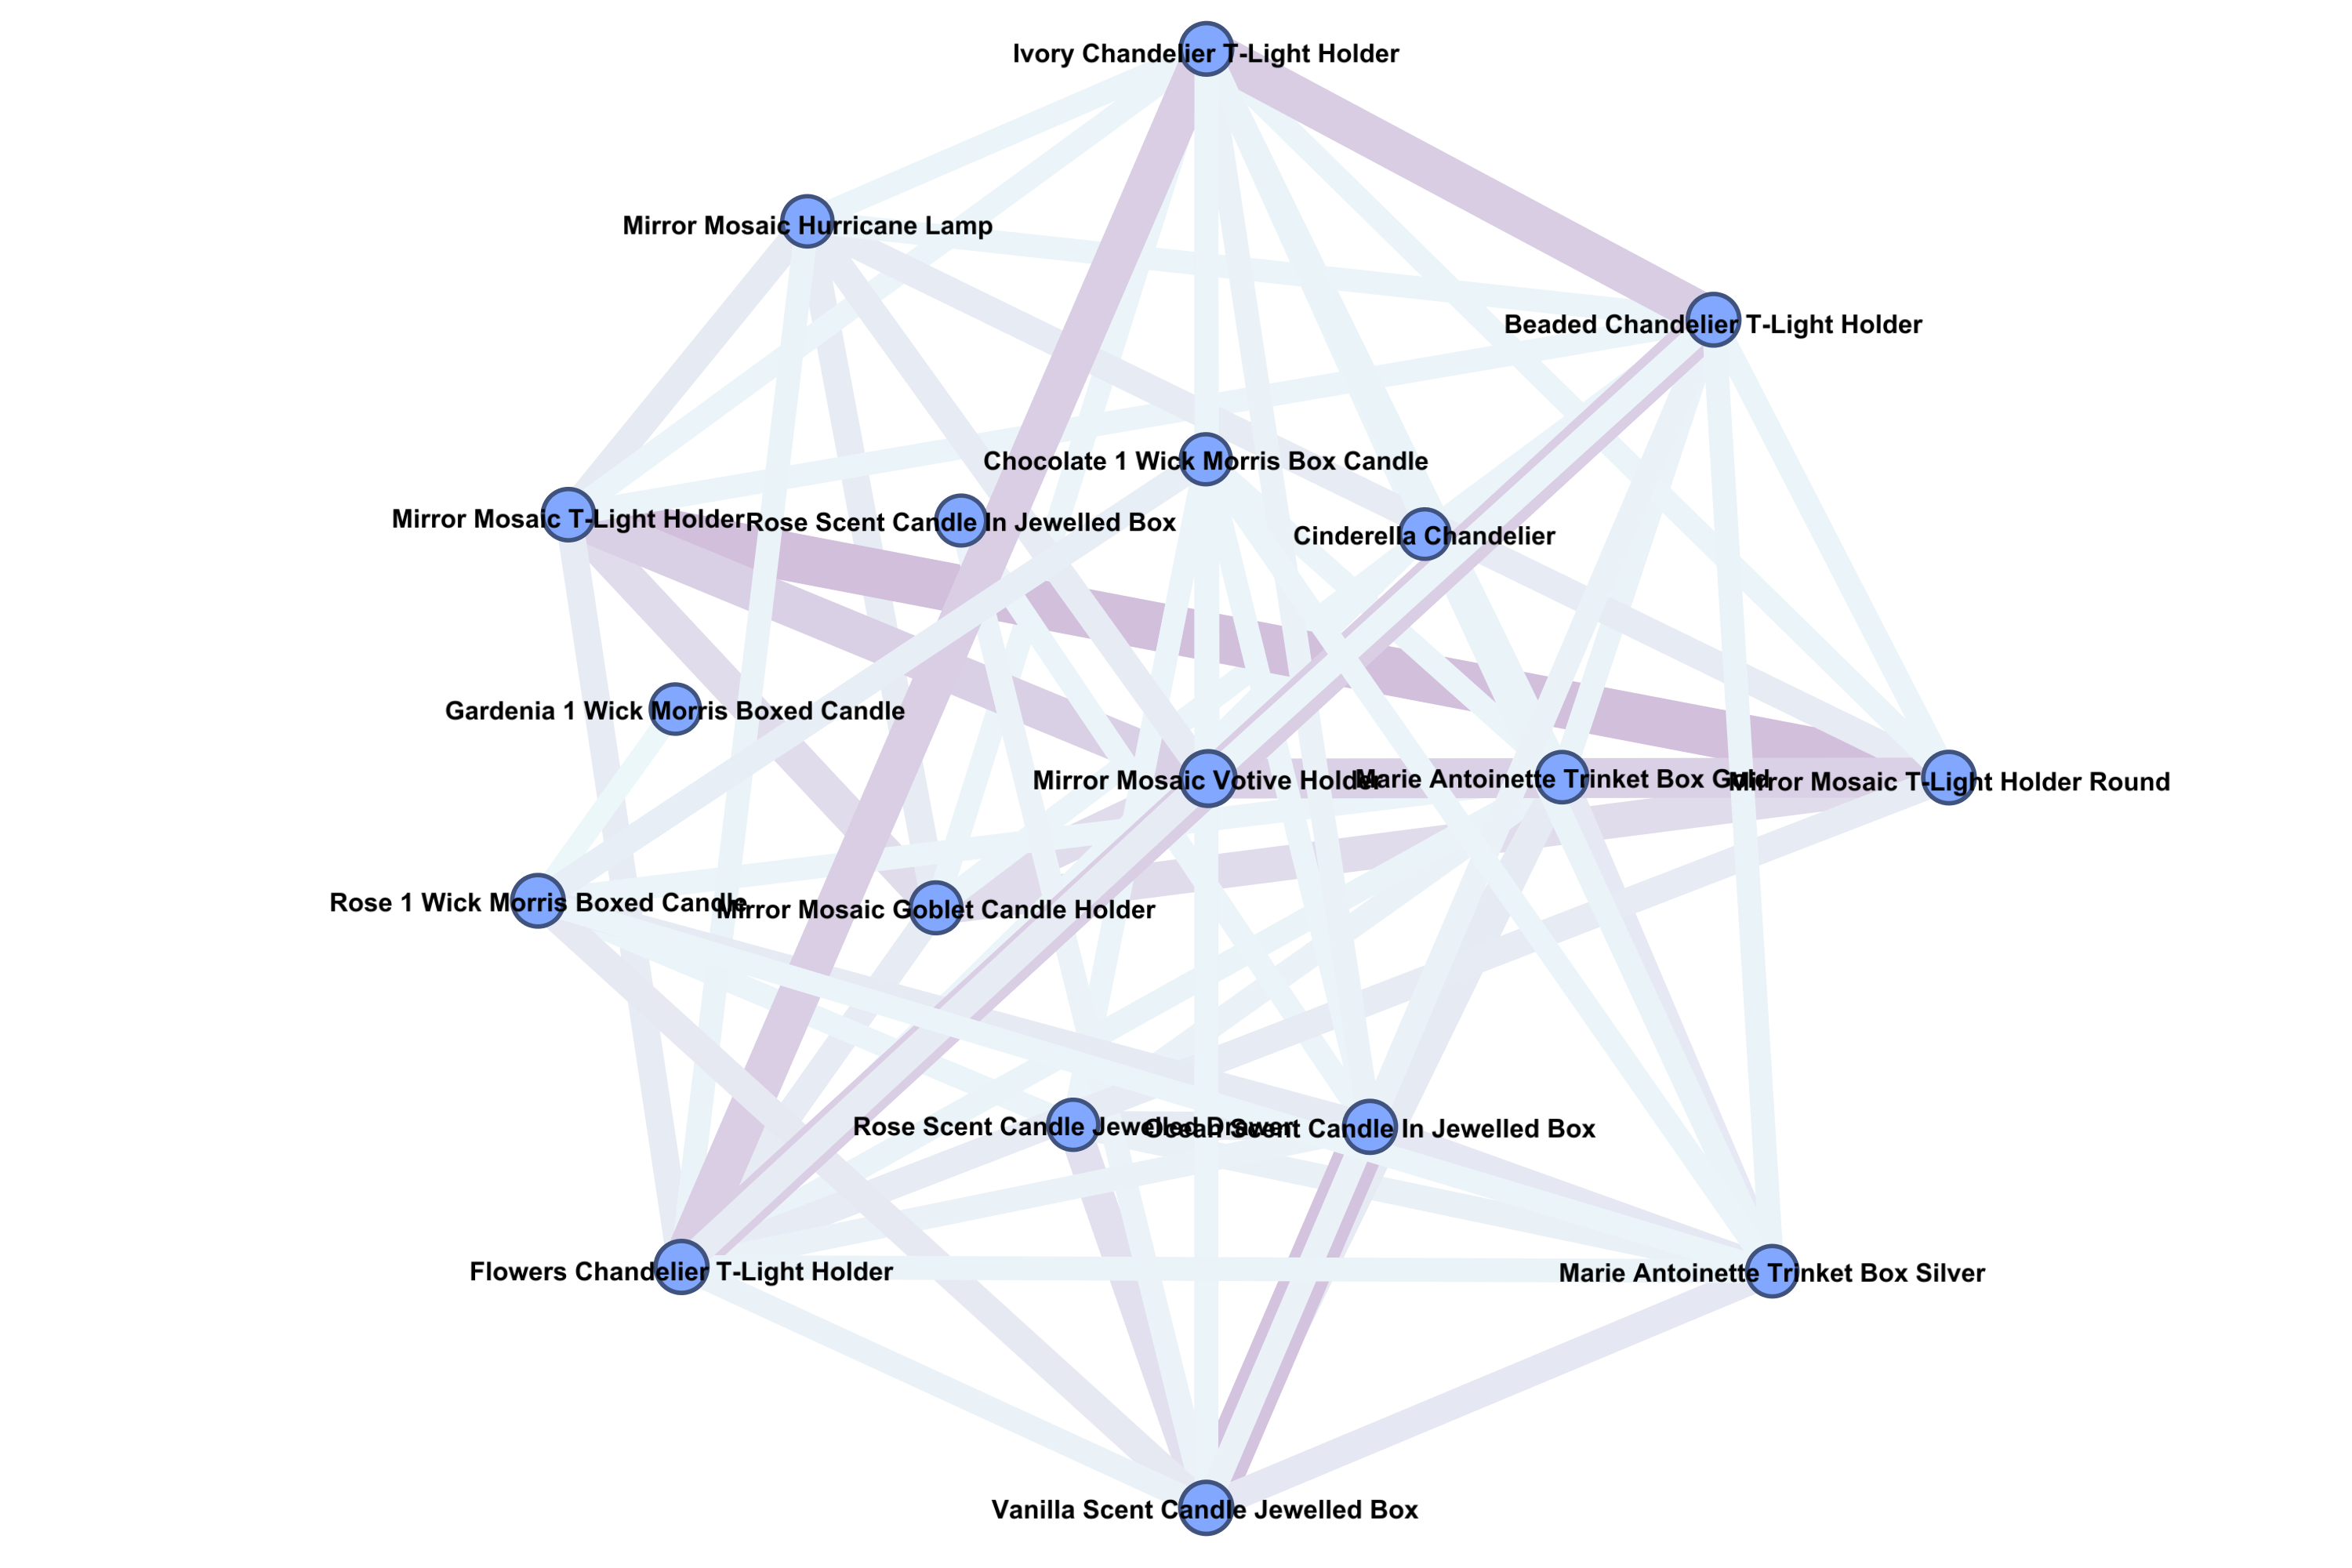 Ivory Chandelier T-Light Holder
Mirror Mosaic Hurricane Lamp
Beaded Chandelier T-Light Holder
Chocolate 1 Wick Morris Box Candle
Mirror Mosaic T-Light Holder
Rose Scent Candle In Jewelled Box
Cinderella Chandelier
Gardenia 1 Wick Morris Boxed Candle
Mirror Mosaic Votive Holder
Marie Antoinette Trinket Box Gold
Mirror Mosaic T-Light Holder Round
Rose 1 Wick Morris Boxed Candle
Mirror Mosaic Goblet Candle Holder
Rose Scent Candle Jewelled Drawer
Ocean Scent Candle In Jewelled Box
Flowers Chandelier T-Light Holder
Marie Antoinette Trinket Box Silver
Vanilla Scent Candle Jewelled Box